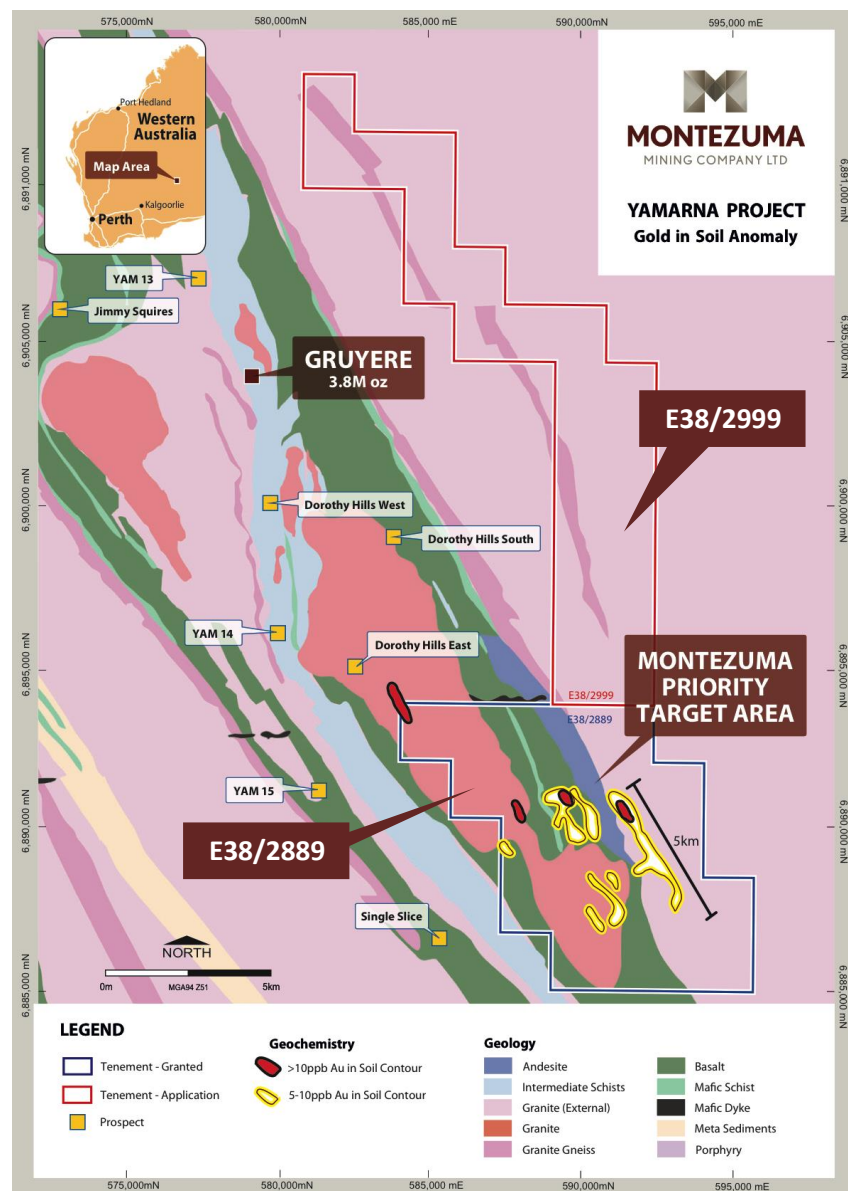 575,000mN
580,000mN
585,000 mE
590,000mN
595,000 mE
Port Hedland
Western
Australia
Map Area
Kalgoorlie
Perth
MONTEZUMA
MINING COMPANY LTD
YAMARNA PROJECT
Gold in Soil Anomaly
6,891,000 mN
6,891,000 mN
YAM 13
Jimmy Squires
6,905,000 mN
6,905,000 mN
GRUYERE
3.8M oz
E38/2999
6,900,000 mN
6,900,000 mN
Dorothy Hills West
Dorothy Hills South
YAM 14
Dorothy Hills East
6,895,000 mN
6,895,000 mN
MONTEZUMA
PRIORITY
TARGET AREA
E38/2999
E38/2889
YAM 15
6,890,000 mN
6,890,000 mN
5km
E38/2889
Single Slice
NORTH
0m
MGA94 Z51
5km
6,885,000 mN
6,885,000 mN
LEGEND
Tenement - Granted
Tenement - Application
Prospect
Geochemistry
>10ppb Au in Soil Contour
5-10ppb Au in Soil Contour
Geology
Andesite
Intermediate Schists
Granite (External)
Granite
Granite Gneiss
Basalt
Mafic Schist
Mafic Dyke
Meta Sediments
Porphyry
575,000mN
580,000mN
585,000 mE
590,000mN
595,000 mE